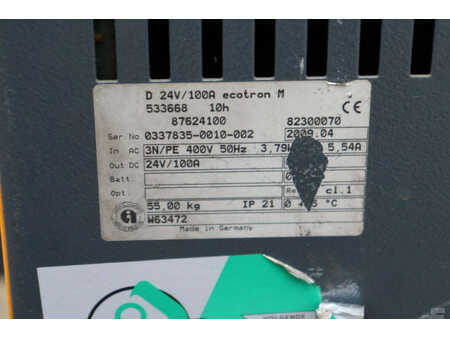 D 24V/100A ecotron M
533668 10h CE
87624100 82300070
Ser No 0337835-0010-002 2009.04
In AC 3N/PE 400V 50Hz 3,79 5,54A
Out DC 24V/100A
Batt.
Opt. cl.1
55,00 kg IP 21 0 °C
W63472
Made in Germany